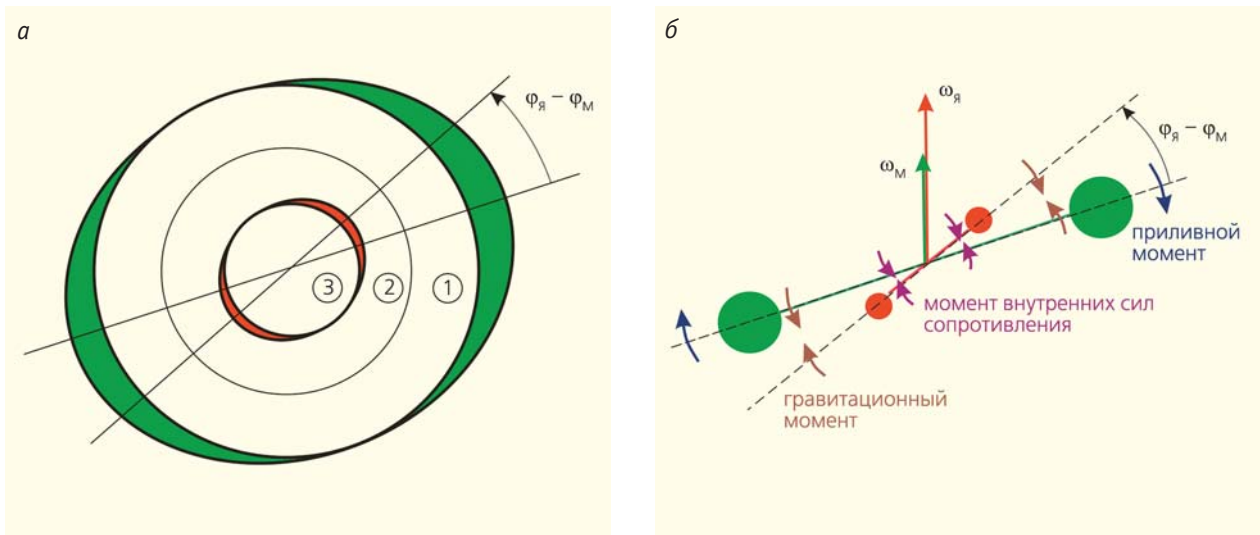 а
φя – φм
3
2
1
б
ωя
ωм
φя – φм
приливной
момент
момент внутренних сил
сопротивления
гравитационный
момент